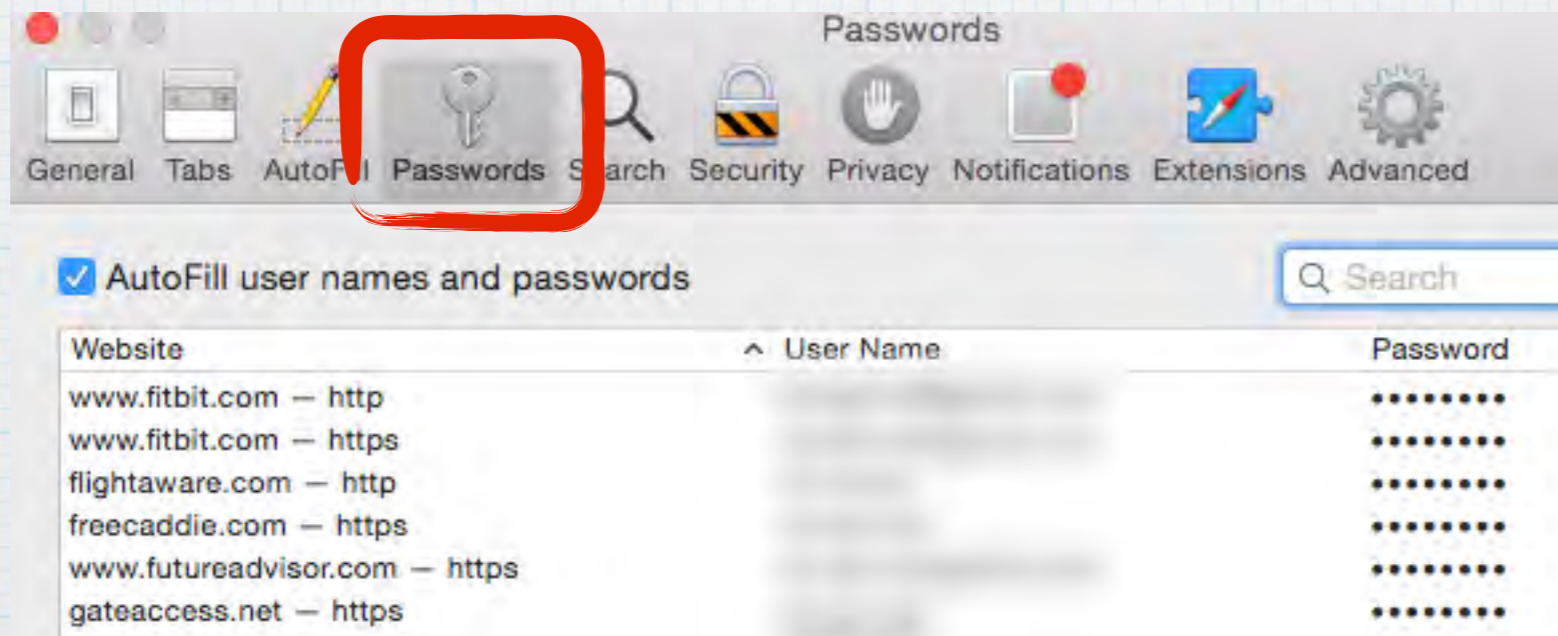 Passwords
General Tabs AutoFill Passwords Search Security Privacy Notifications Extensions Advanced
AutoFill user names and passwords Search
Website User Name Password
www.fitbit.com — http ••••••••
www.fitbit.com — https ••••••••
flightaware.com — http ••••••••
freecaddie.com — https ••••••••
www.futureadvisor.com — https ••••••••
gateaccess.net — https ••••••••